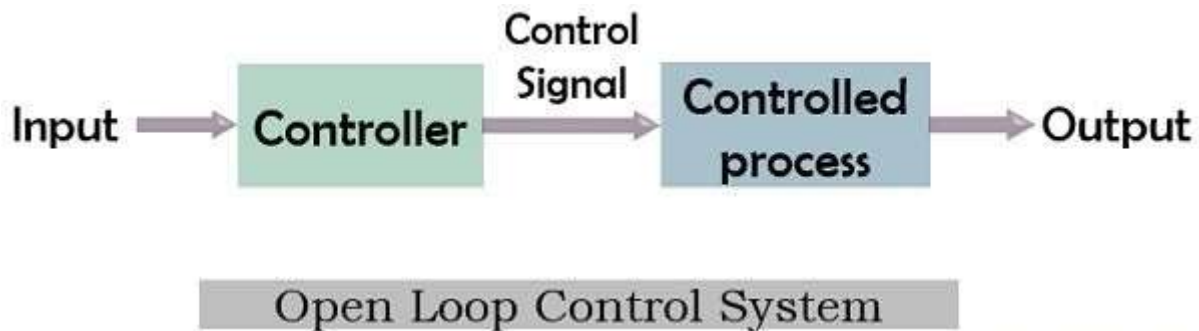 Control
Signal
Input
Controller
Controlled
process
Output
Open Loop Control System